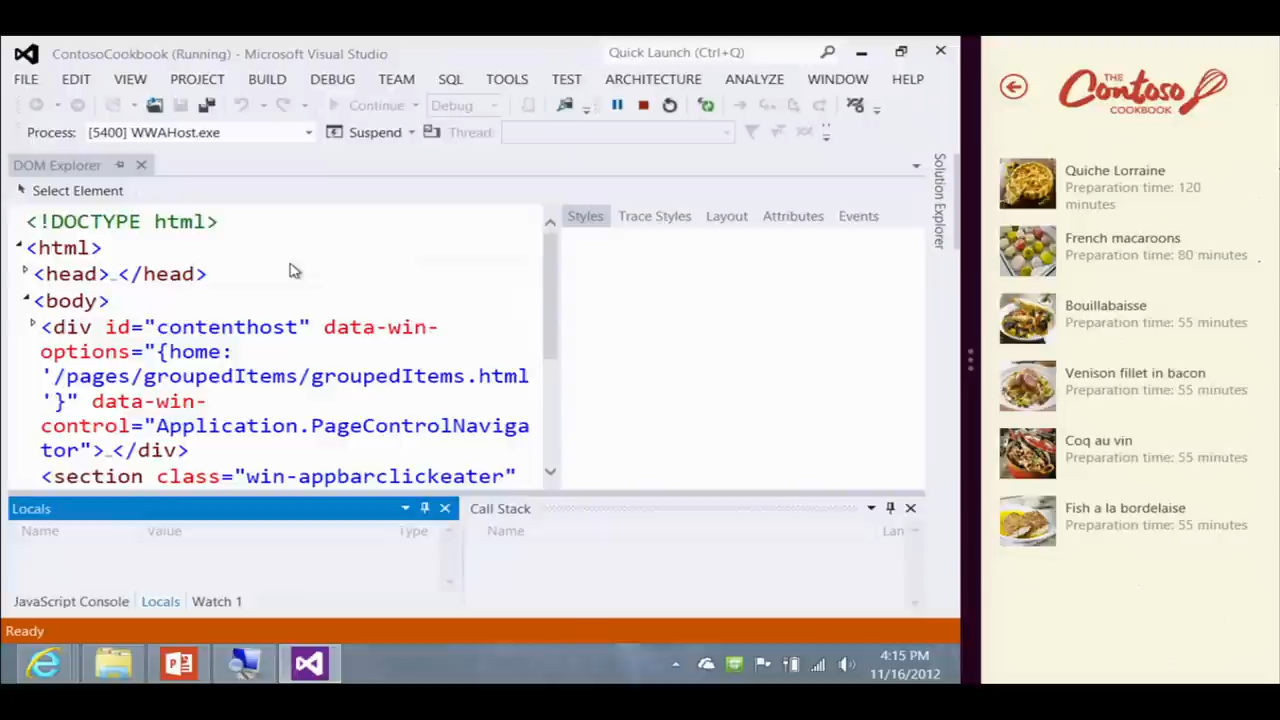 ContosoCookbook (Running) - Microsoft Visual Studio
Quick Launch (Ctrl+Q)
FILE EDIT VIEW PROJECT BUILD DEBUG TEAM SQL TOOLS TEST ARCHITECTURE ANALYZE WINDOW HELP
Continue Debug
Process: [5400] WWAHost.exe Suspend Thread:
DOM Explorer
Select Element
<!DOCTYPE html>
<html>
<head>…</head>
<body>
<div id="contenthost" data-win-
options="{home:
'/pages/groupedItems/groupedItems.html
'}" data-win-
control="Application.PageControlNaviga
tor">…</div>
<section class="win-appbarclickeater"
Styles Trace Styles Layout Attributes Events
Solution Explorer
Locals
Name Value Type
JavaScript Console Locals Watch 1
Call Stack
Name Lan
Ready
4:15 PM
11/16/2012
THE
Contoso
COOKBOOK
Quiche Lorraine
Preparation time: 120
minutes
French macaroons
Preparation time: 80 minutes
Bouillabaisse
Preparation time: 55 minutes
Venison fillet in bacon
Preparation time: 55 minutes
Coq au vin
Preparation time: 55 minutes
Fish a la bordelaise
Preparation time: 55 minutes